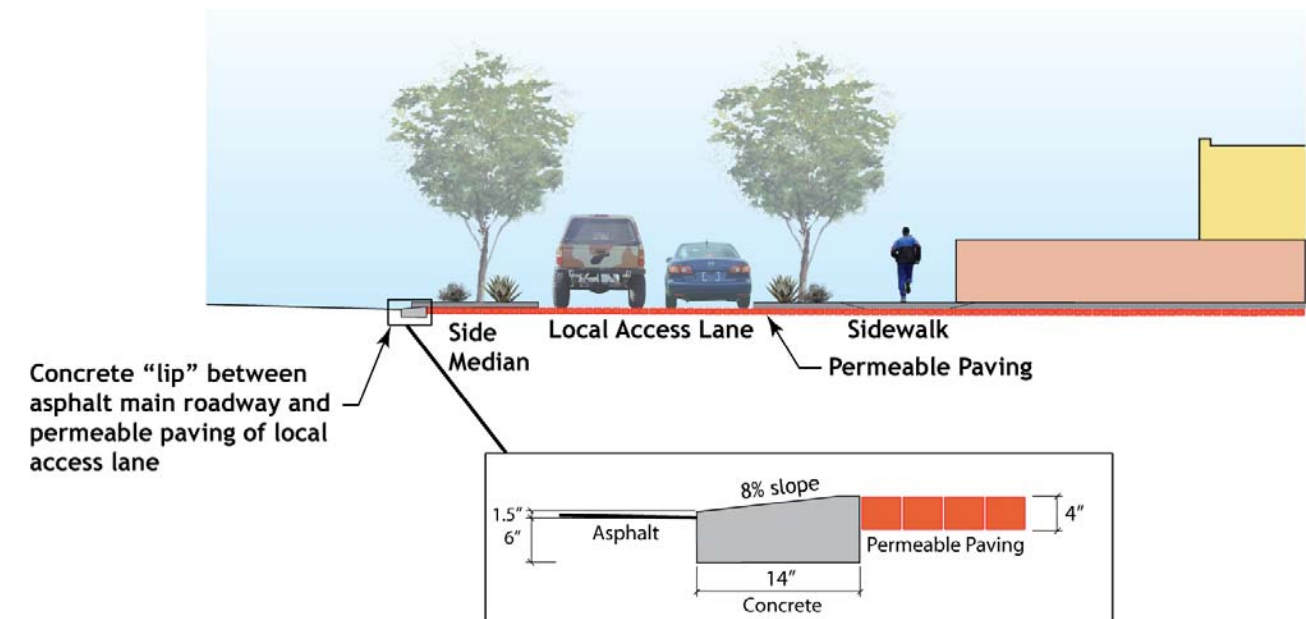 Side
Median
Local Access Lane
Sidewalk
Permeable Paving
Concrete “lip” between
asphalt main roadway and
permeable paving of local
access lane
8% slope
1.5”
6”
Asphalt
4”
Permeable Paving
14”
Concrete